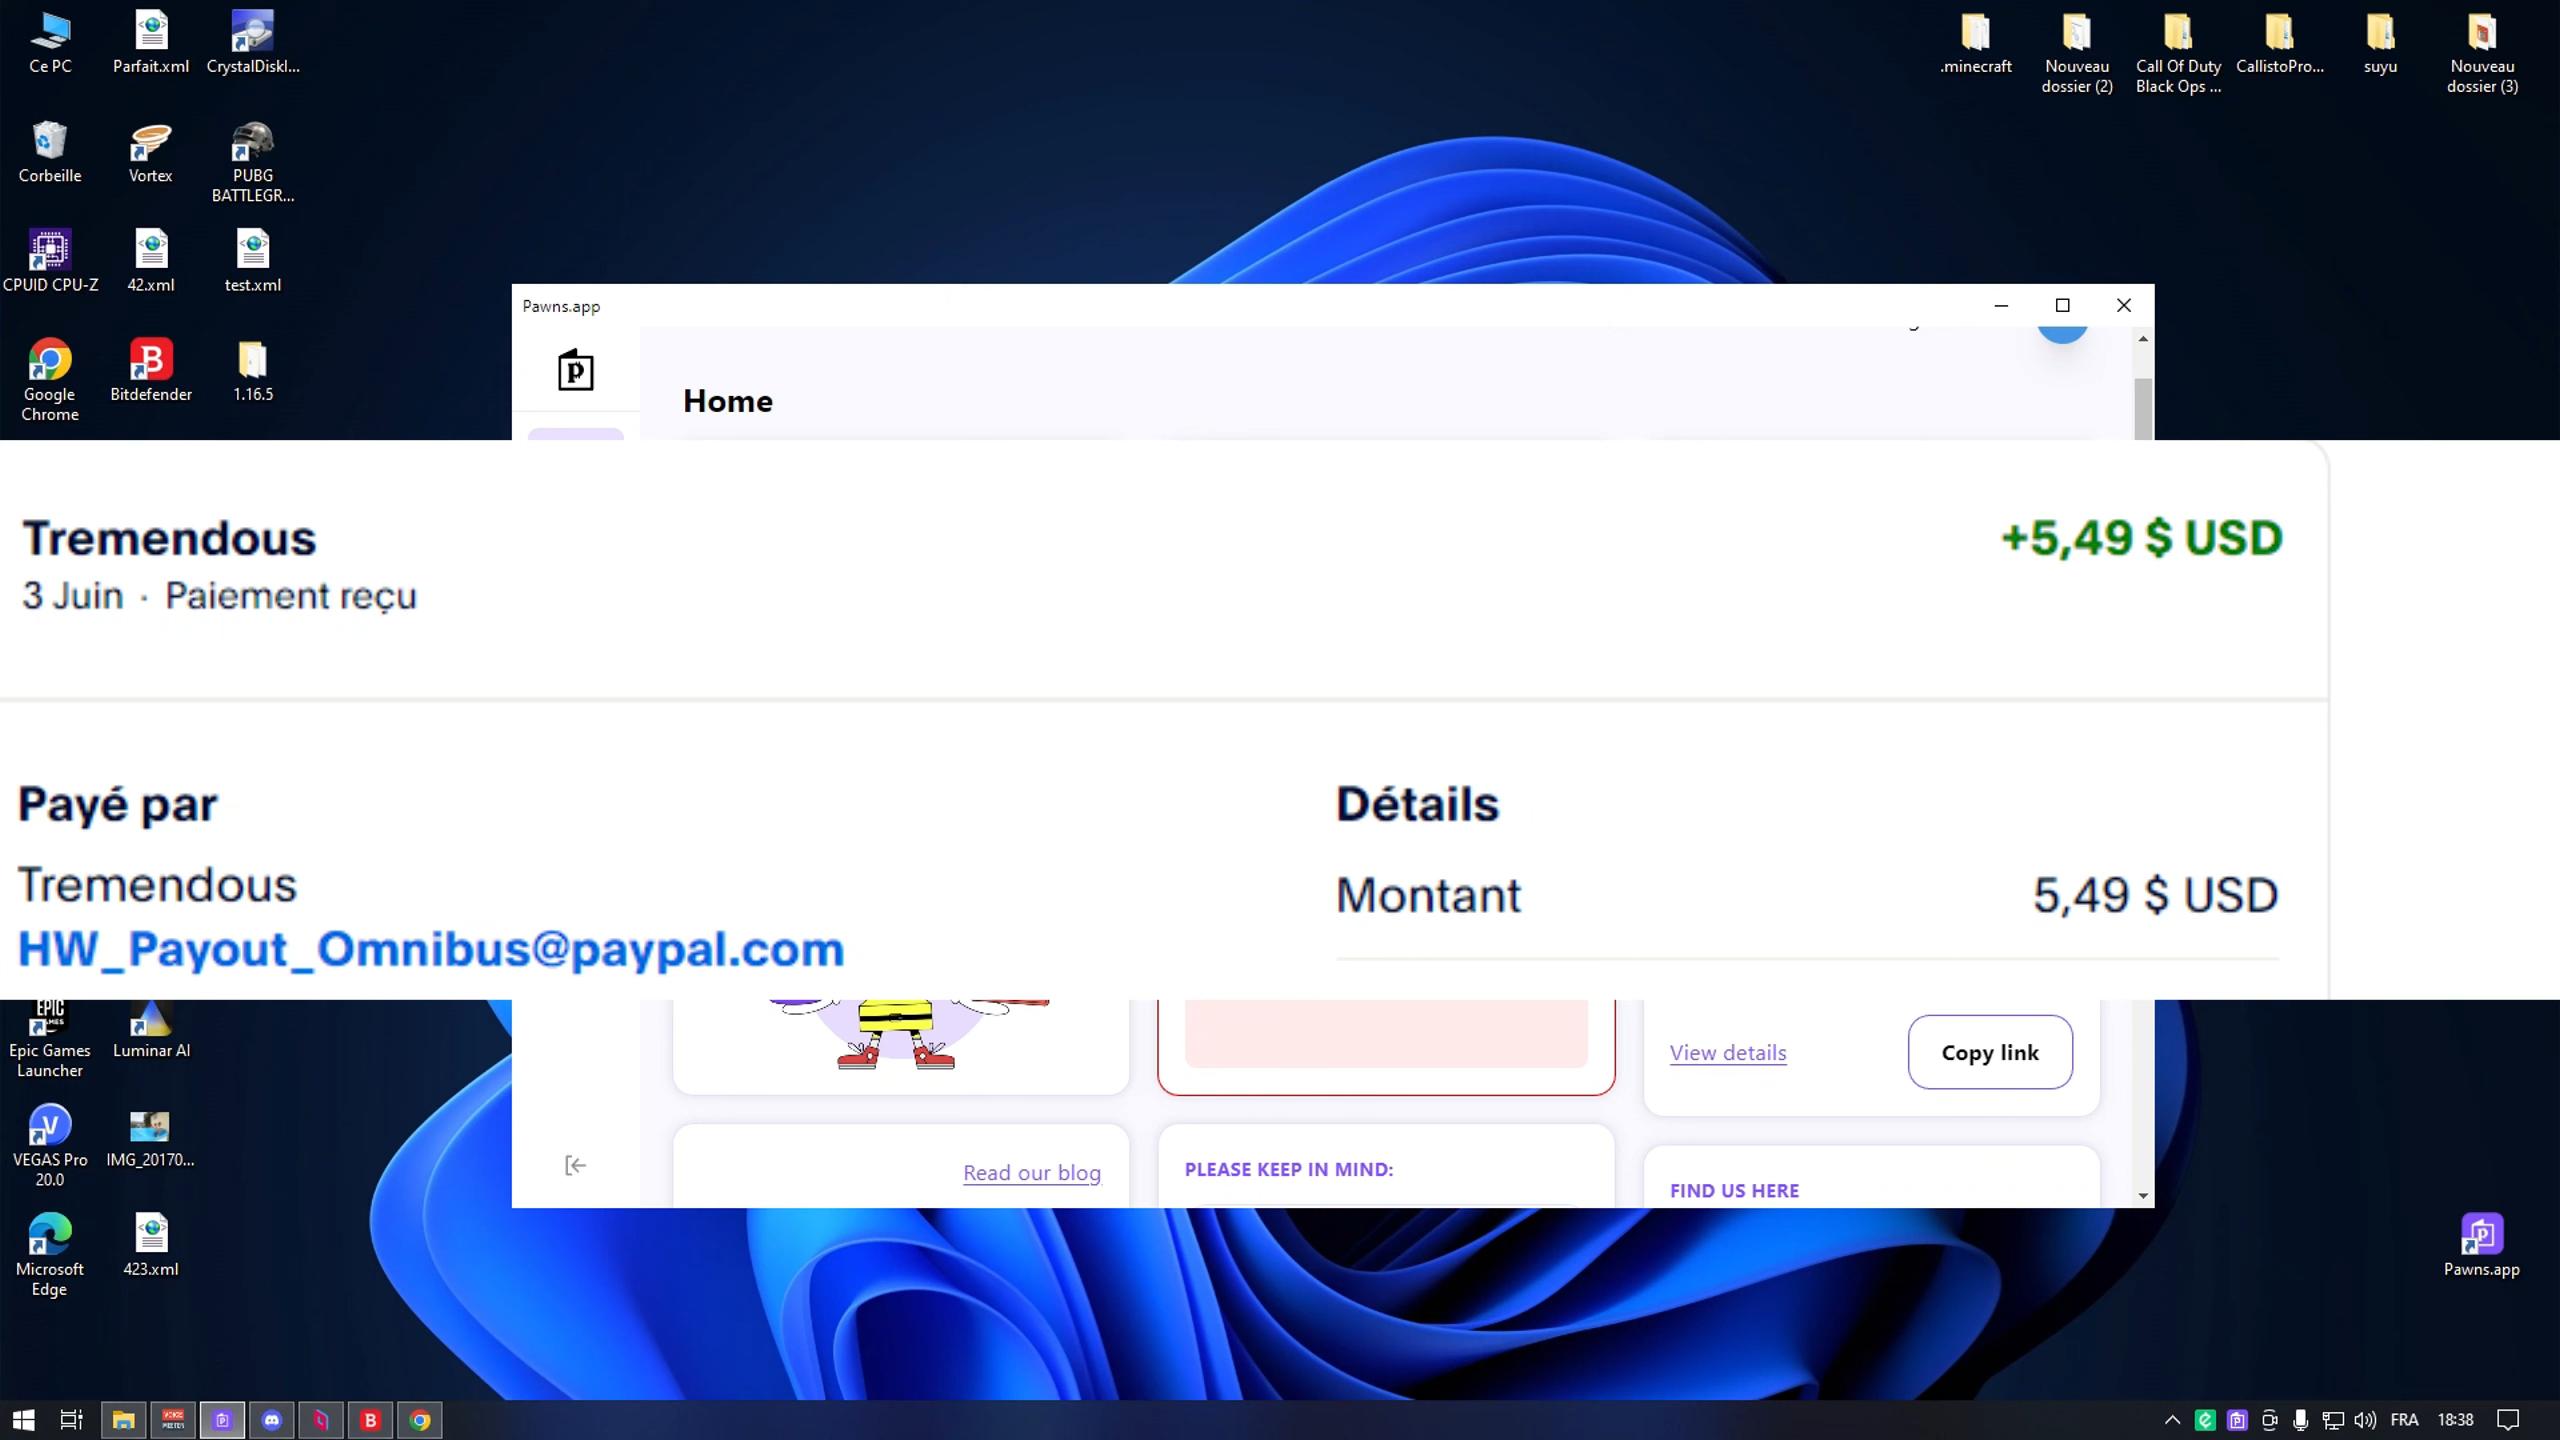 Ce PC
Parfait.xml
CrystalDiskI...
.minecraft
Nouveau
dossier (2)
Call Of Duty
Black Ops ...
CallistoPro...
suyu
Nouveau
dossier (3)
Corbeille
Vortex
PUBG
BATTLEGR...
CPUID CPU-Z
42.xml
test.xml
Google
Chrome
Bitdefender
1.16.5
Pawns.app
Home
Tremendous
+5,49 $ USD
3 Juin · Paiement reçu
Payé par
Détails
Tremendous
Montant
5,49 $ USD
HW_Payout_Omnibus@paypal.com
Epic Games
Launcher
Luminar AI
View details
Copy link
VEGAS Pro
20.0
IMG_20170...
Read our blog
PLEASE KEEP IN MIND:
FIND US HERE
Microsoft
Edge
423.xml
Pawns.app
FRA
18:38